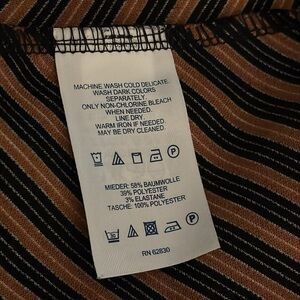 MACHINE WASH COLD DELICATE.
WASH DARK COLORS
SEPARATELY.
ONLY NON-CHLORINE BLEACH
WHEN NEEDED.
LINE DRY.
WARM IRON IF NEEDED.
MAY BE DRY CLEANED.
P
MIEDER: 58% BAUMWOLLE
39% POLYESTER
3% ELASTANE
TASCHE: 100% POLYESTER
P
RN 62830